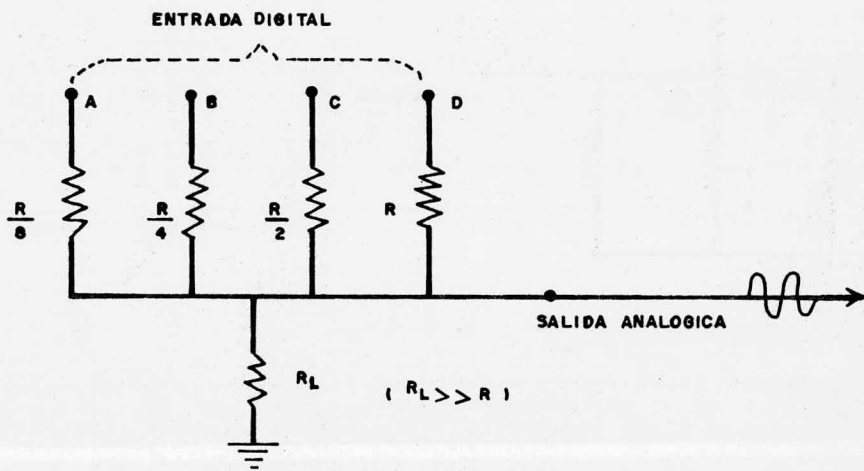 ENTRADA DIGITAL
A B C D
R/8 R/4 R/2 R
SALIDA ANALOGICA
RL ( RL >> R )